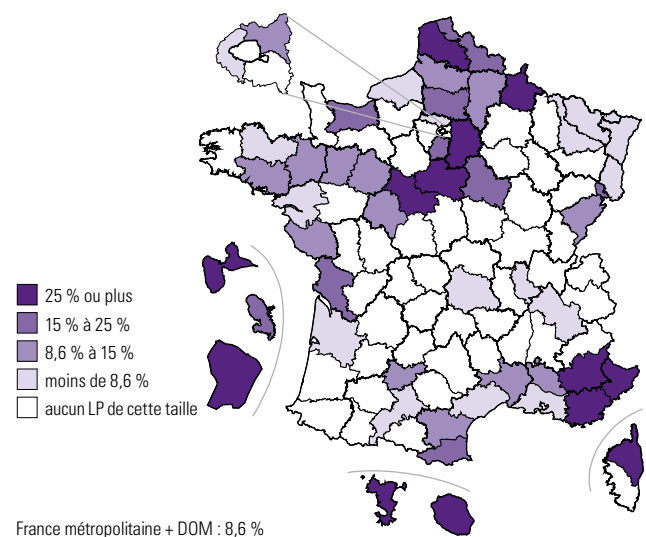 25 % ou plus
15 % à 25 %
8,6 % à 15 %
moins de 8,6 %
aucun LP de cette taille
France métropolitaine + DOM : 8,6 %